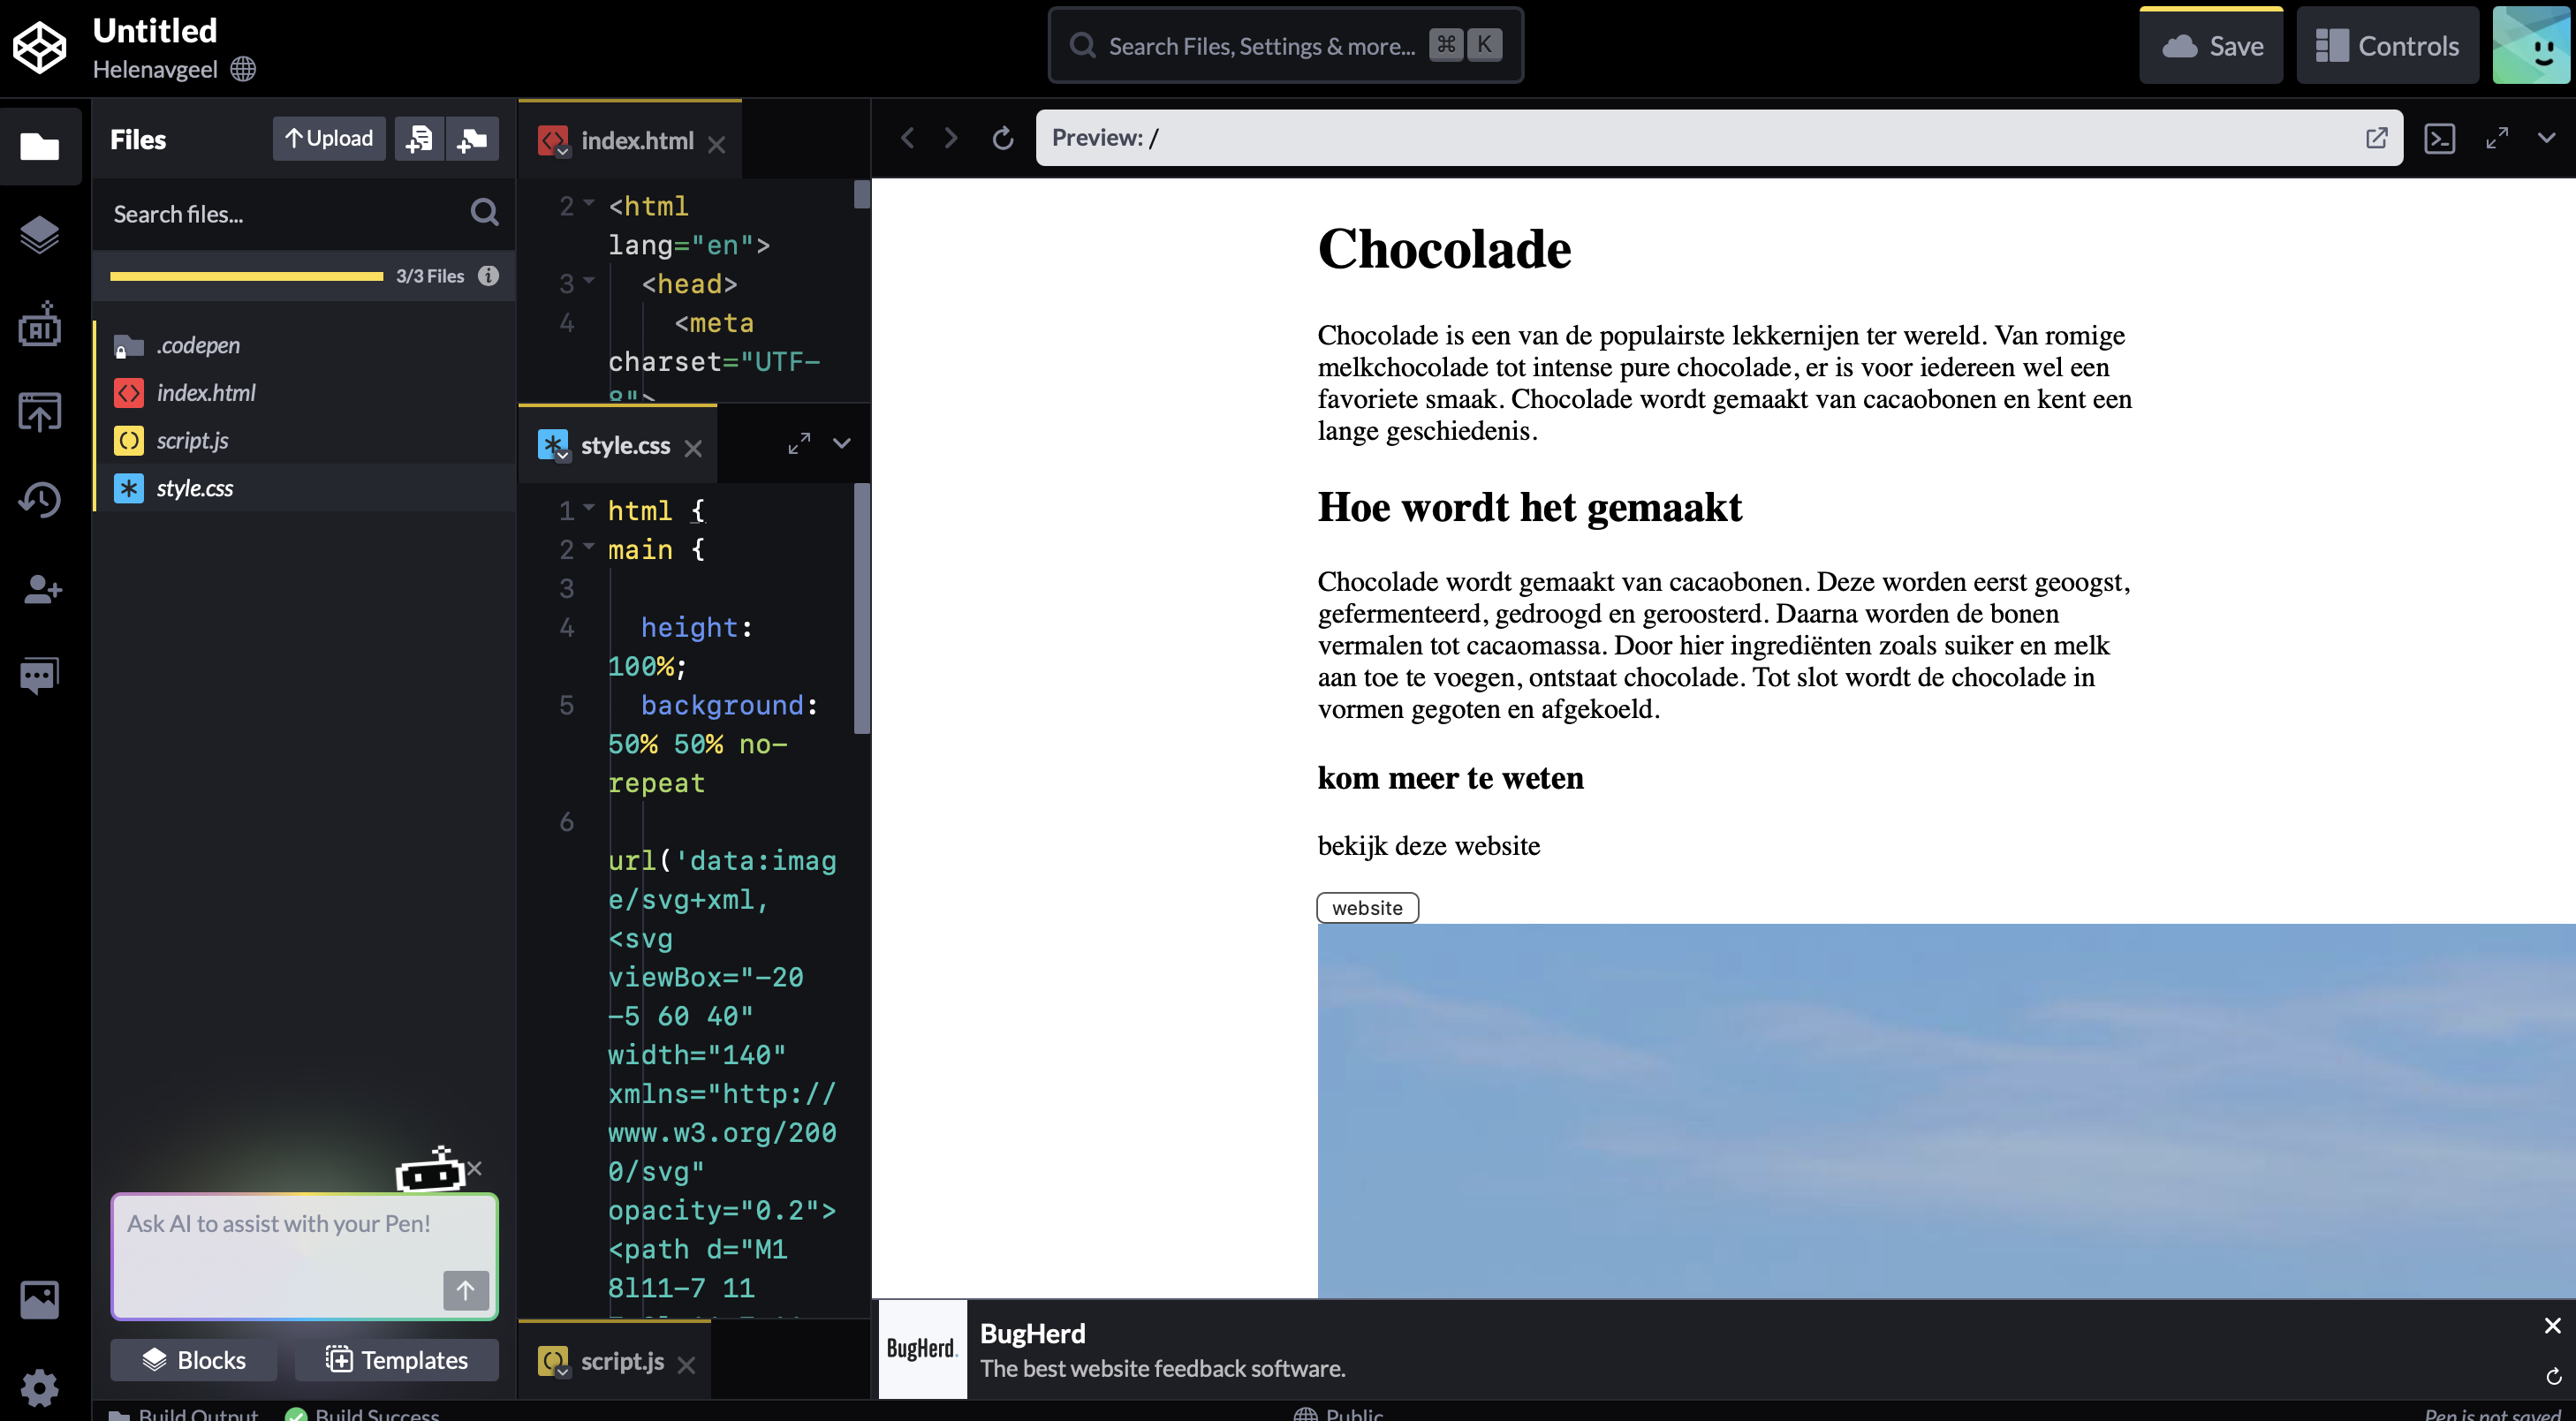 Untitled
Helenavgeel
Search Files, Settings & more... ⌘ K
Save
Controls
Files
Upload
Search files...
3/3 Files
.codepen
index.html
script.js
style.css
Ask AI to assist with your Pen!
Blocks
Templates
index.html
2 <html
lang="en">
3 <head>
4 <meta
charset="UTF-
8">
style.css
1 html {
2 main {
3
4 height:
100%;
5 background:
50% 50% no-
repeat
6
url('data:imag
e/svg+xml,
<svg
viewBox="-20
-5 60 40"
width="140"
xmlns="http://
www.w3.org/200
0/svg"
opacity="0.2">
<path d="M1
8l11-7 11
script.js
Preview: /
Chocolade
Chocolade is een van de populairste lekkernijen ter wereld. Van romige
melkchocolade tot intense pure chocolade, er is voor iedereen wel een
favoriete smaak. Chocolade wordt gemaakt van cacaobonen en kent een
lange geschiedenis.
Hoe wordt het gemaakt
Chocolade wordt gemaakt van cacaobonen. Deze worden eerst geoogst,
gefermenteerd, gedroogd en geroosterd. Daarna worden de bonen
vermalen tot cacaomassa. Door hier ingrediënten zoals suiker en melk
aan toe te voegen, ontstaat chocolade. Tot slot wordt de chocolade in
vormen gegoten en afgekoeld.
kom meer te weten
bekijk deze website
website
BugHerd.
BugHerd
The best website feedback software.
Build Output
Build Success
Public
Pen is not saved